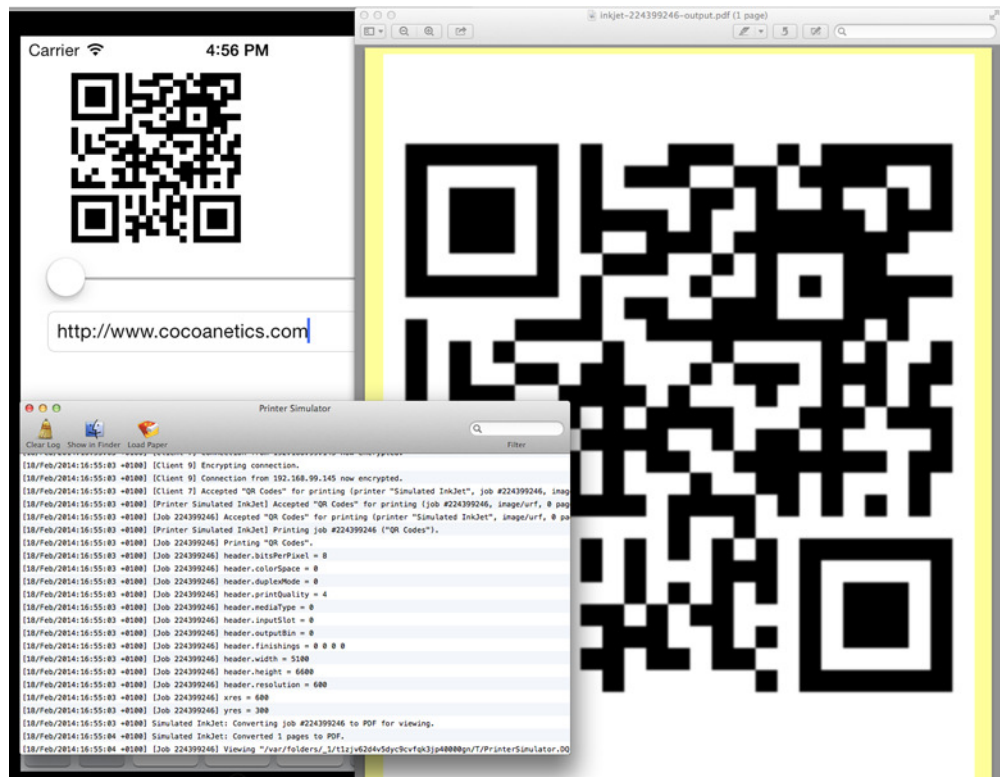 Carrier
4:56 PM
http://www.cocoanetics.com
inkjet-224399246-output.pdf (1 page)
Printer Simulator
Clear Log Show in Finder Load Paper
Filter
[18/Feb/2014:16:55:03 +0100] [Client 9] Encrypting connection.
[18/Feb/2014:16:55:03 +0100] [Client 9] Connection from 192.168.99.145 now encrypted.
[18/Feb/2014:16:55:03 +0100] [Client 7] Accepted "QR Codes" for printing (printer "Simulated InkJet", job #224399246, imag
[18/Feb/2014:16:55:03 +0100] [Printer Simulated InkJet] Accepted "QR Codes" for printing (job #224399246, image/urf, 0 pag
[18/Feb/2014:16:55:03 +0100] [Job 224399246] Accepted "QR Codes" for printing (printer "Simulated InkJet", image/urf, 0 pa
[18/Feb/2014:16:55:03 +0100] [Printer Simulated InkJet] Printing job #224399246 ("QR Codes").
[18/Feb/2014:16:55:03 +0100] [Job 224399246] Printing "QR Codes".
[18/Feb/2014:16:55:03 +0100] [Job 224399246] header.bitsPerPixel = 8
[18/Feb/2014:16:55:03 +0100] [Job 224399246] header.colorSpace = 0
[18/Feb/2014:16:55:03 +0100] [Job 224399246] header.duplexMode = 0
[18/Feb/2014:16:55:03 +0100] [Job 224399246] header.printQuality = 4
[18/Feb/2014:16:55:03 +0100] [Job 224399246] header.mediaType = 0
[18/Feb/2014:16:55:03 +0100] [Job 224399246] header.inputSlot = 0
[18/Feb/2014:16:55:03 +0100] [Job 224399246] header.outputBin = 0
[18/Feb/2014:16:55:03 +0100] [Job 224399246] header.finishings = 0 0 0 0
[18/Feb/2014:16:55:03 +0100] [Job 224399246] header.width = 5100
[18/Feb/2014:16:55:03 +0100] [Job 224399246] header.height = 6600
[18/Feb/2014:16:55:03 +0100] [Job 224399246] header.resolution = 600
[18/Feb/2014:16:55:03 +0100] [Job 224399246] xres = 600
[18/Feb/2014:16:55:03 +0100] [Job 224399246] yres = 300
[18/Feb/2014:16:55:03 +0100] Simulated InkJet: Converting job #224399246 to PDF for viewing.
[18/Feb/2014:16:55:04 +0100] Simulated InkJet: Converted 1 pages to PDF.
[18/Feb/2014:16:55:04 +0100] [Job 224399246] Viewing "/var/folders/_1/t1zjv62d4v5dyc9cvfqk3jp40000gn/T/PrinterSimulator.DQ